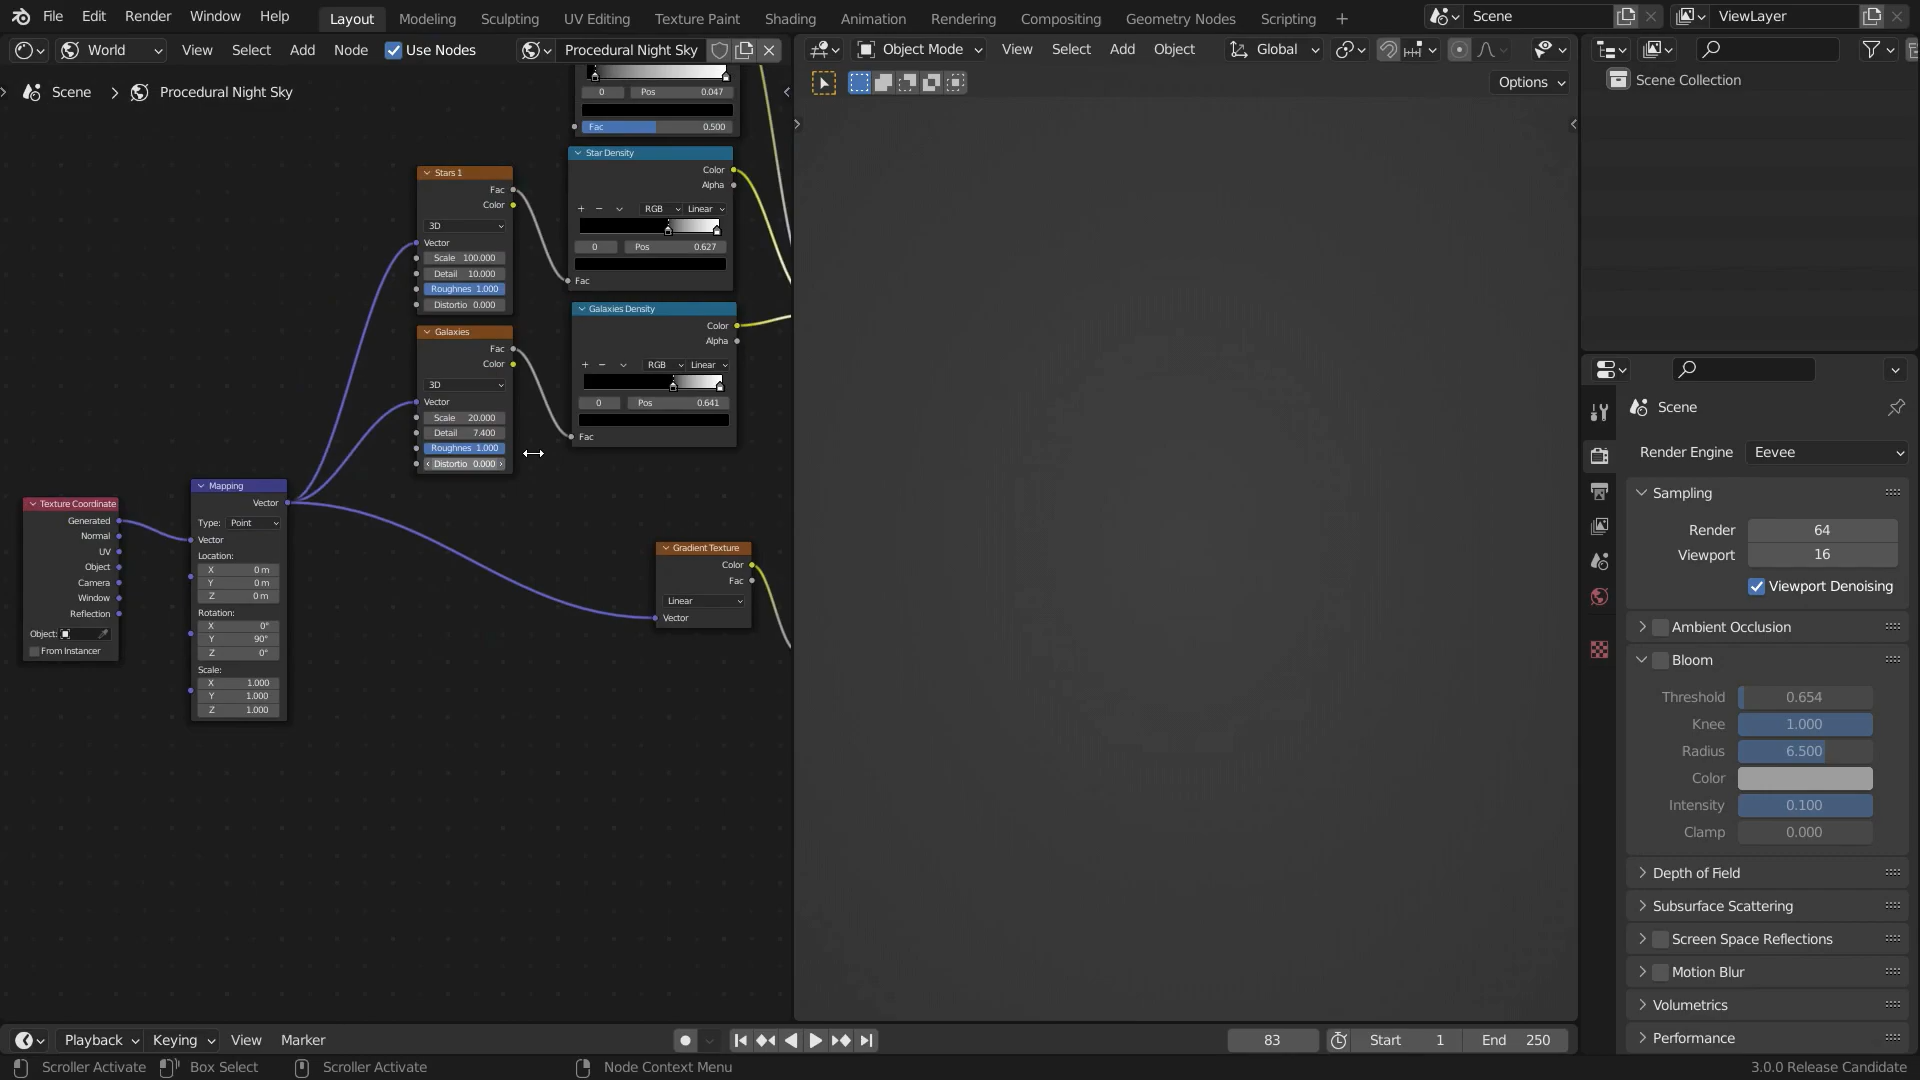 File Edit Render Window Help Layout Modeling Sculpting UV Editing Texture Paint Shading Animation Rendering Compositing Geometry Nodes Scripting + Scene ViewLayer
World View Select Add Node Use Nodes Procedural Night Sky Object Mode View Select Add Object Global
Scene > Procedural Night Sky
Options
Scene Collection
0 Pos 0.047
Fac 0.500
Star Density
Color
Alpha
RGB Linear
0 Pos 0.627
Fac
Stars 1
Fac
Color
3D
Vector
Scale 100.000
Detail 10.000
Roughnes 1.000
Distortio 0.000
Galaxies
Fac
Color
3D
Vector
Scale 20.000
Detail 7.400
Roughnes 1.000
Distortio 0.000
Galaxies Density
Color
Alpha
RGB Linear
0 Pos 0.641
Fac
Texture Coordinate
Generated
Normal
UV
Object
Camera
Window
Reflection
Object:
From Instancer
Mapping
Vector
Type: Point
Vector
Location:
X 0 m
Y 0 m
Z 0 m
Rotation:
X 0°
Y 90°
Z 0°
Scale:
X 1.000
Y 1.000
Z 1.000
Gradient Texture
Color
Fac
Linear
Vector
Scene
Render Engine Eevee
Sampling
Render 64
Viewport 16
Viewport Denoising
Ambient Occlusion
Bloom
Threshold 0.654
Knee 1.000
Radius 6.500
Color
Intensity 0.100
Clamp 0.000
Depth of Field
Subsurface Scattering
Screen Space Reflections
Motion Blur
Volumetrics
Performance
Playback Keying View Marker 83 Start 1 End 250
Scroller Activate Box Select Scroller Activate Node Context Menu 3.0.0 Release Candidate